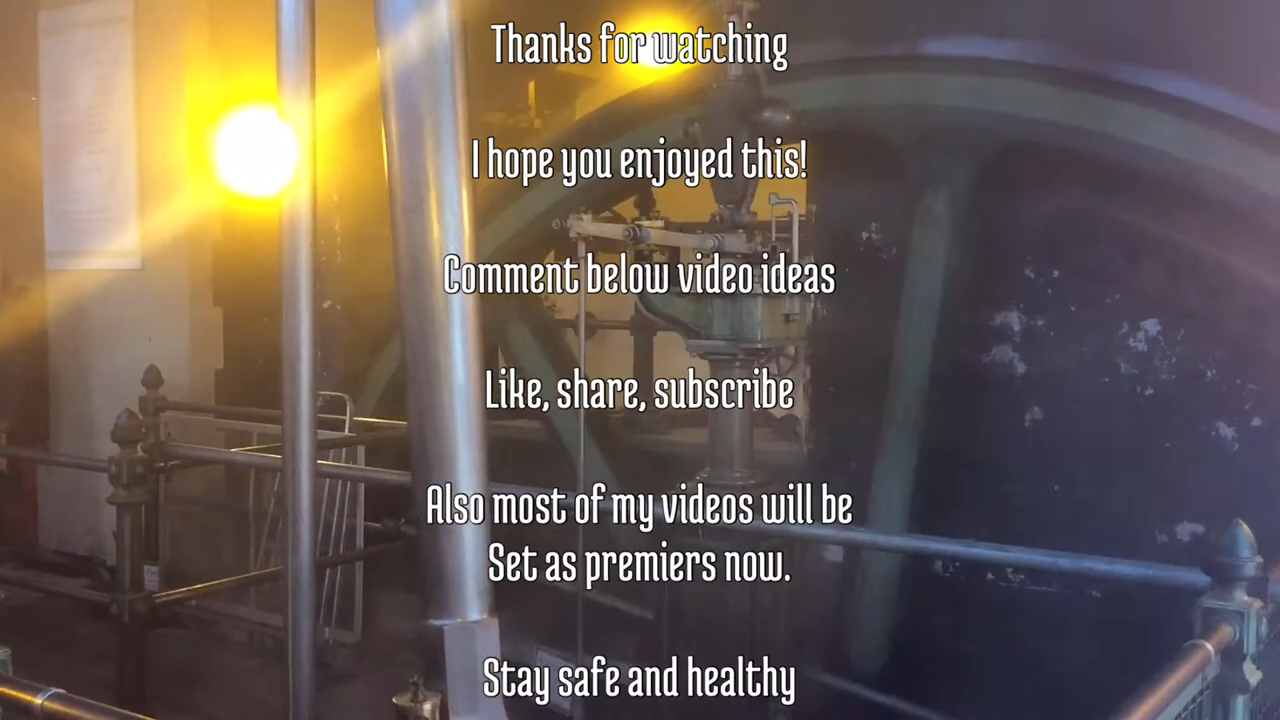 Thanks for watching
I hope you enjoyed this!
Comment below video ideas
Like, share, subscribe
Also most of my videos will be
Set as premiers now.
Stay safe and healthy